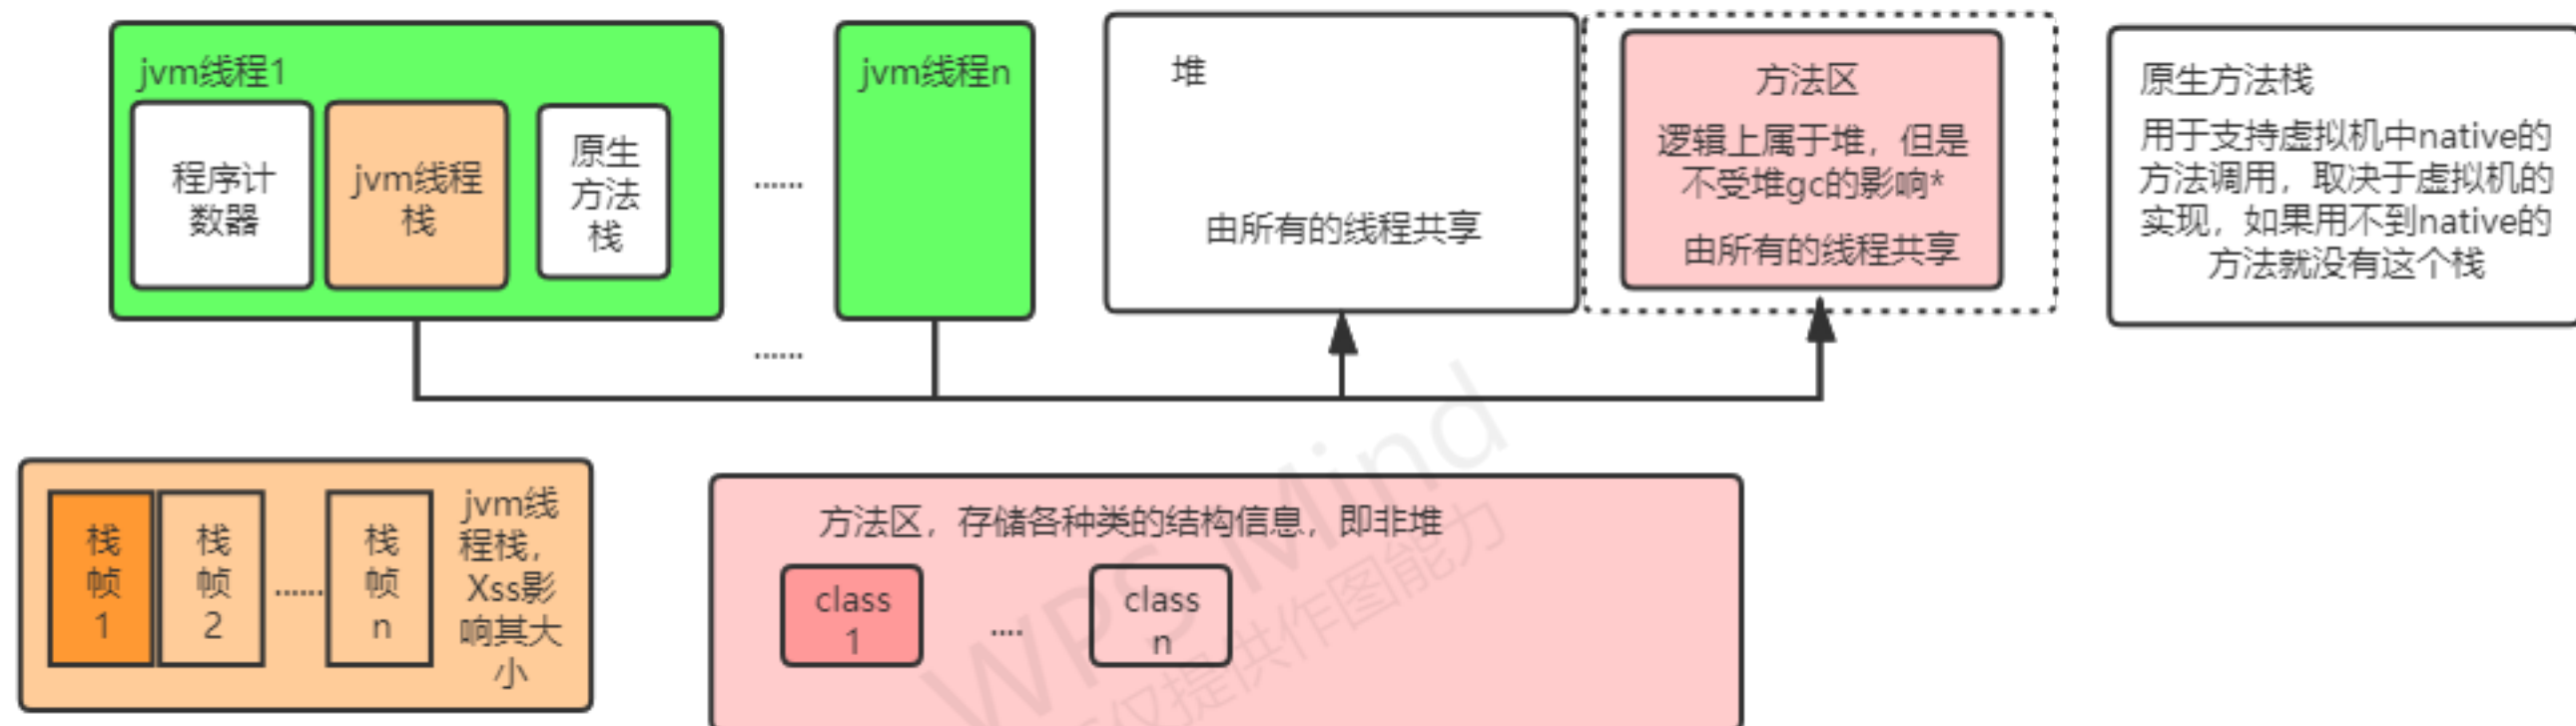 jvm线程1
程序计
数器
jvm线程
栈
原生
方法
栈
......
jvm线程n
......
堆
由所有的线程共享
方法区
逻辑上属于堆，但是
不受堆gc的影响*
由所有的线程共享
原生方法栈
用于支持虚拟机中native的
方法调用，取决于虚拟机的
实现，如果用不到native的
方法就没有这个栈
栈
帧
1
栈
帧
2
......
栈
帧
n
jvm线
程栈，
Xss影
响其大
小
方法区，存储各种类的结构信息，即非堆
class
1
....
class
n
WPS Mind
仅提供作图能力